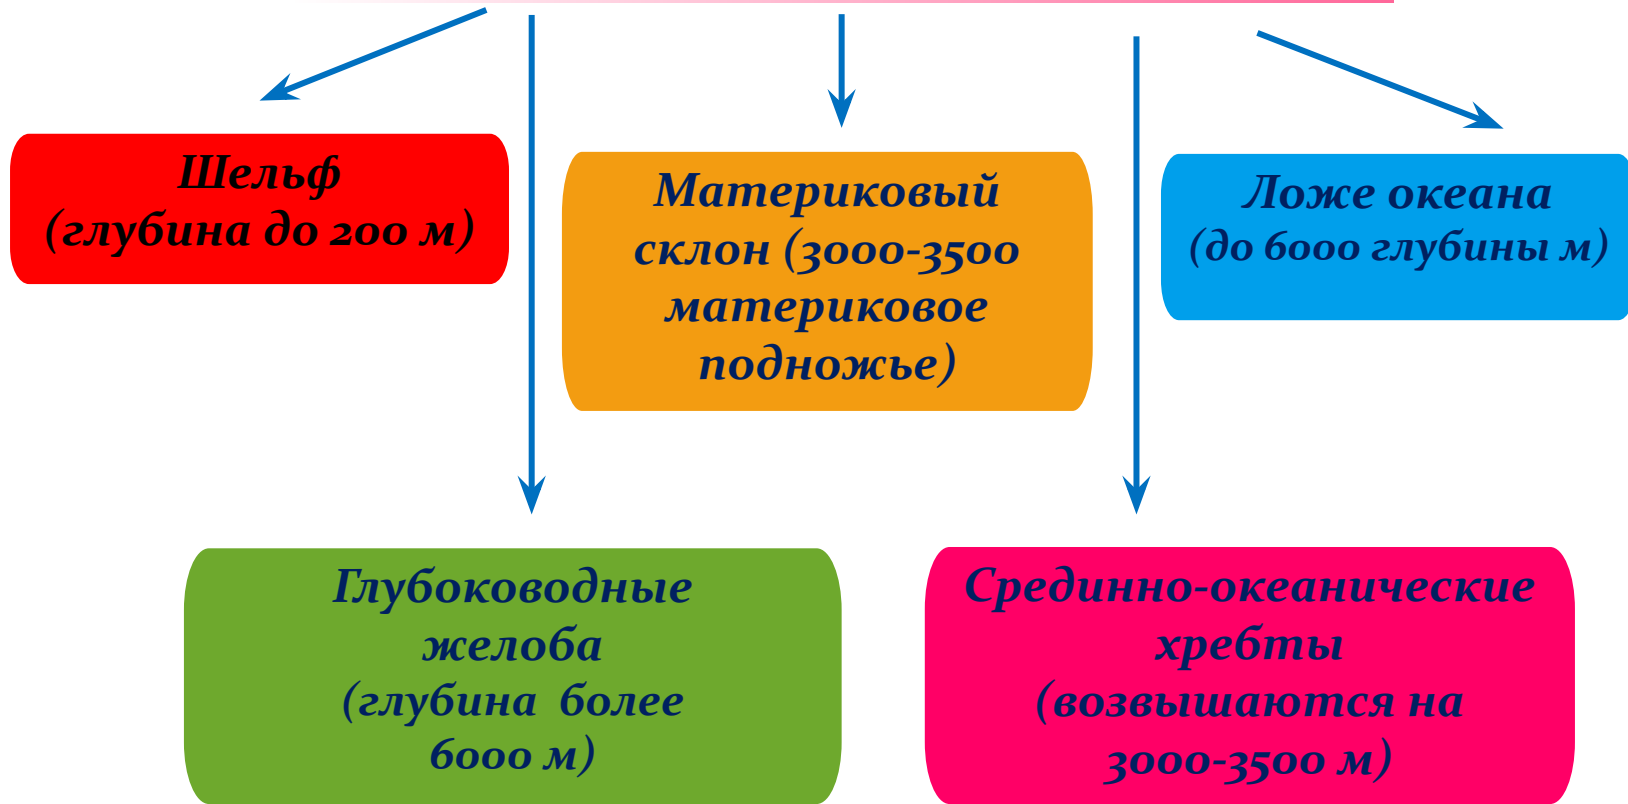 Шельф
(глубина до 200 м)
Материковый
склон (3000-3500
материковое
подножье)
Ложе океана
(до 6000 глубины м)
Глубоководные
желоба
(глубина более
6000 м)
Срединно-океанические
хребты
(возвышаются на
3000-3500 м)